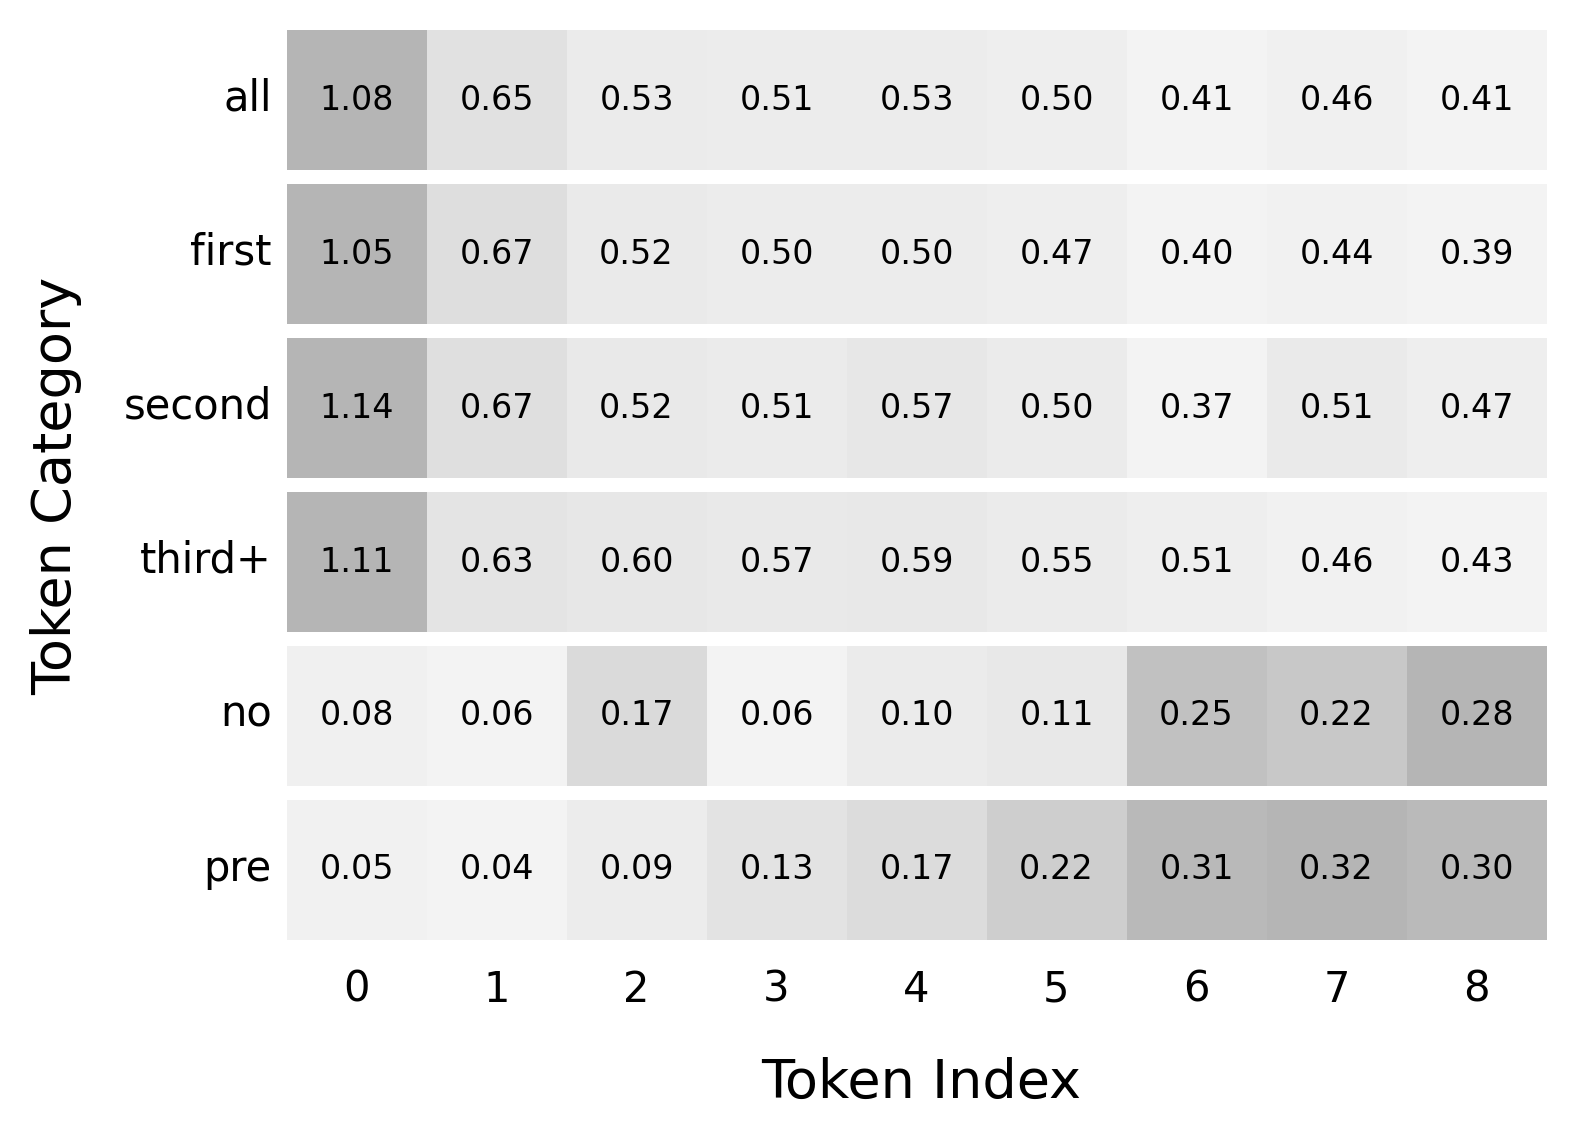 all 1.08 0.65 0.53 0.51 0.53 0.50 0.41 0.46 0.41
first 1.05 0.67 0.52 0.50 0.50 0.47 0.40 0.44 0.39
second 1.14 0.67 0.52 0.51 0.57 0.50 0.37 0.51 0.47
third+ 1.11 0.63 0.60 0.57 0.59 0.55 0.51 0.46 0.43
no 0.08 0.06 0.17 0.06 0.10 0.11 0.25 0.22 0.28
pre 0.05 0.04 0.09 0.13 0.17 0.22 0.31 0.32 0.30
0 1 2 3 4 5 6 7 8
Token Index
Token Category